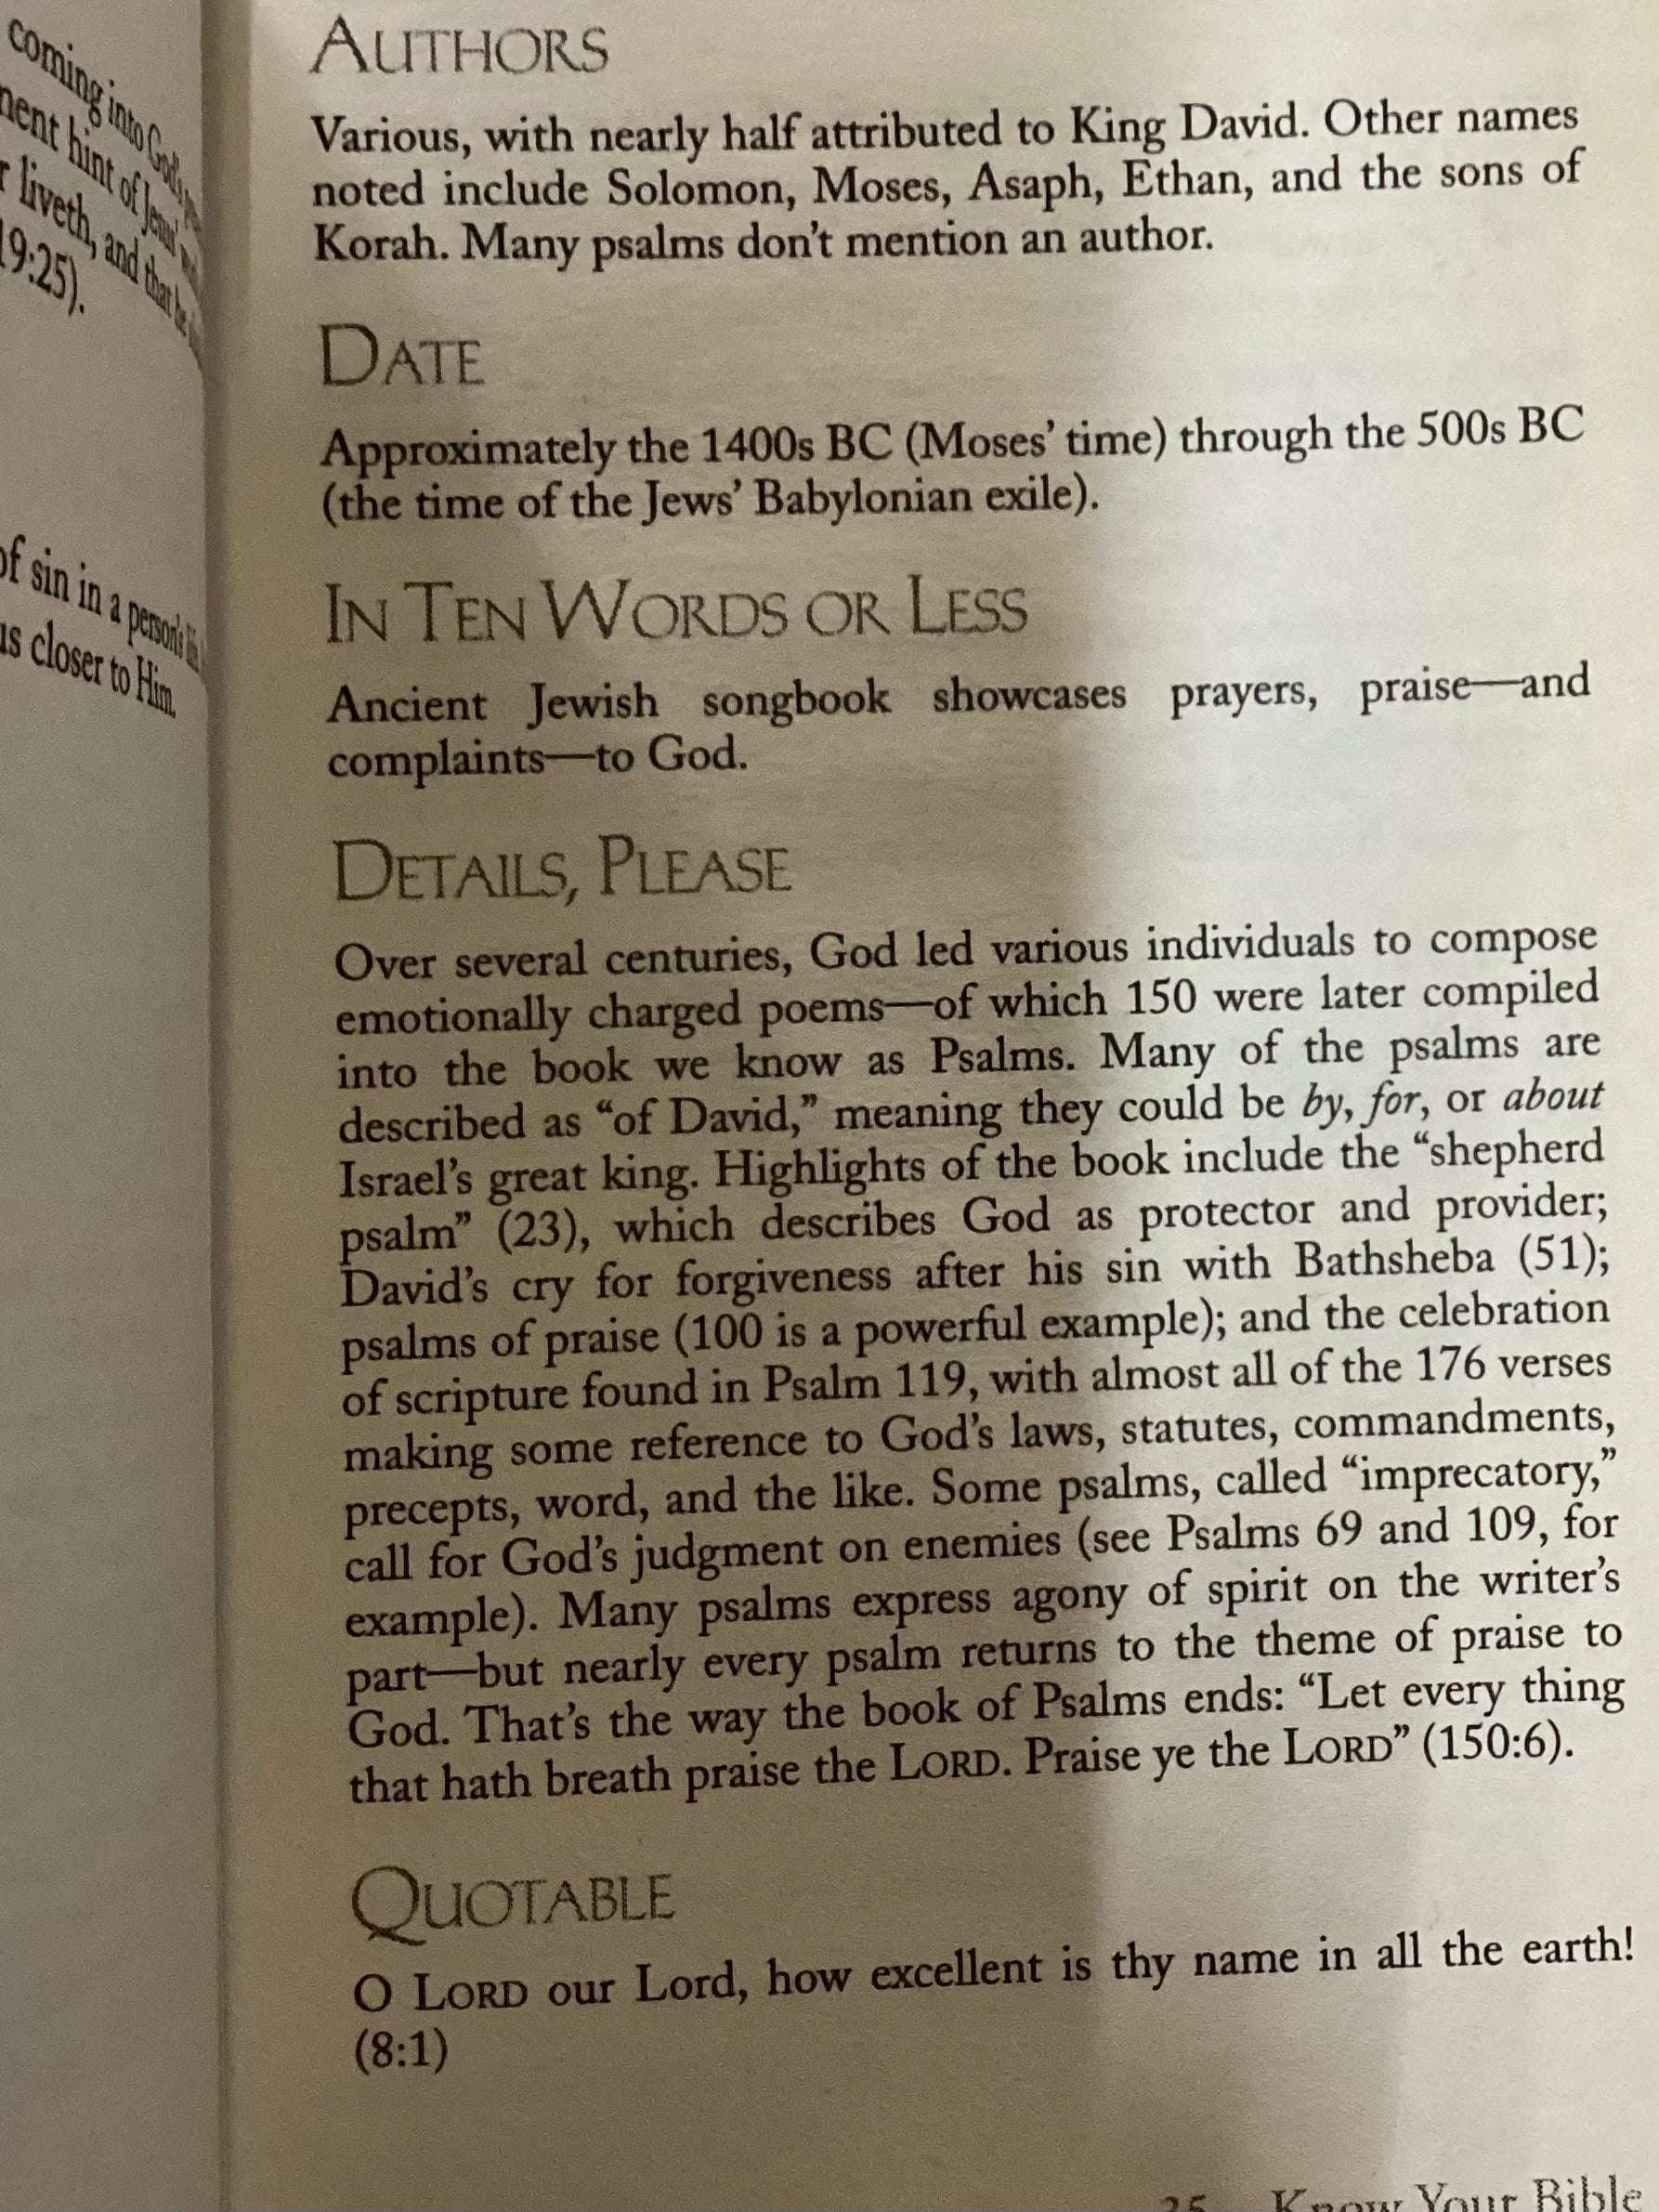 coming into God's
nent hint of Jesus'
r liveth, and that he
19:25).
of sin in a person's
us closer to Him.
AUTHORS
Various, with nearly half attributed to King David. Other names
noted include Solomon, Moses, Asaph, Ethan, and the sons of
Korah. Many psalms don't mention an author.
DATE
Approximately the 1400s BC (Moses' time) through the 500s BC
(the time of the Jews' Babylonian exile).
IN TEN WORDS OR LESS
Ancient Jewish songbook showcases prayers, praise—and
complaints—to God.
DETAILS, PLEASE
Over several centuries, God led various individuals to compose
emotionally charged poems—of which 150 were later compiled
into the book we know as Psalms. Many of the psalms are
described as “of David,” meaning they could be by, for, or about
Israel's great king. Highlights of the book include the “shepherd
psalm” (23), which describes God as protector and provider;
David's cry for forgiveness after his sin with Bathsheba (51);
psalms of praise (100 is a powerful example); and the celebration
of scripture found in Psalm 119, with almost all of the 176 verses
making some reference to God's laws, statutes, commandments,
precepts, word, and the like. Some psalms, called “imprecatory,”
call for God's judgment on enemies (see Psalms 69 and 109, for
example). Many psalms express agony of spirit on the writer's
part—but nearly every psalm returns to the theme of praise to
God. That's the way the book of Psalms ends: “Let every thing
that hath breath praise the LORD. Praise ye the LORD” (150:6).
QUOTABLE
O LORD our Lord, how excellent is thy name in all the earth!
(8:1)
25 Know Your Bible